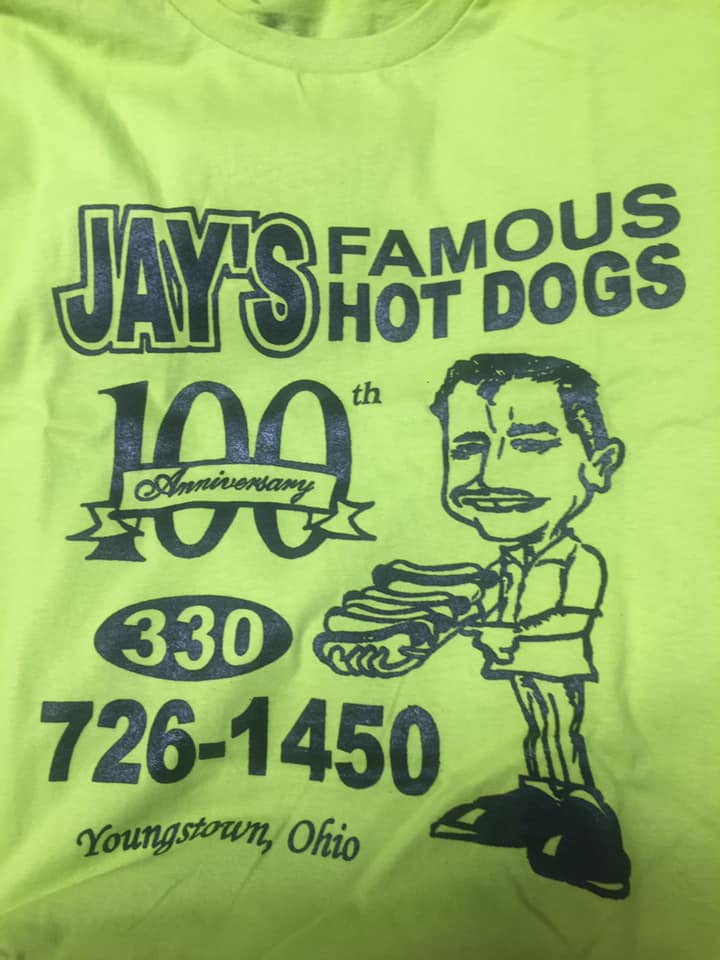 JAY'S FAMOUS
HOT DOGS
100th
Anniversary
330
726-1450
Youngstown, Ohio